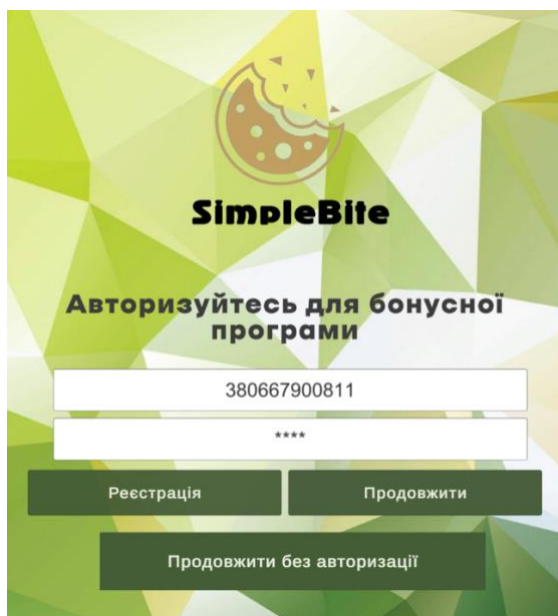 SimpleBite
Авторизуйтесь для бонусної
програми
380667900811
****
Реєстрація Продовжити
Продовжити без авторизації